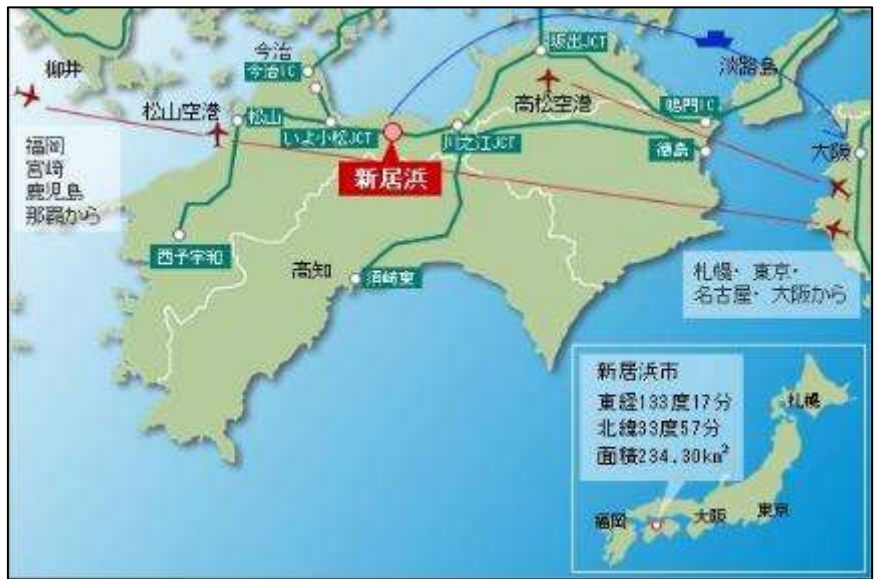 今治
今治IC
坂出JCT
柳井
淡路島
松山空港
松山
高松空港
鳴門IC
いよ小松JCT
川之江JCT
徳島
大阪
福岡
宮崎
鹿児島
那覇から
新居浜
西予宇和
高知
須崎東
札幌・東京・
名古屋・大阪から
新居浜市
東経133度17分
北緯33度57分
面積234.30km²
札幌
福岡
大阪
東京